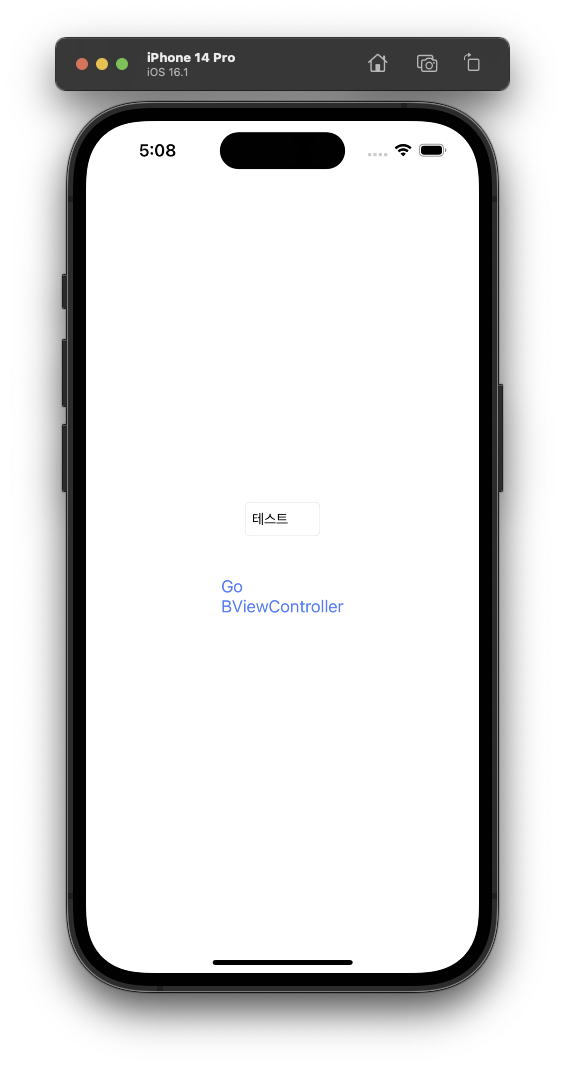 iPhone 14 Pro
iOS 16.1
5:08
테스트
Go
BViewController